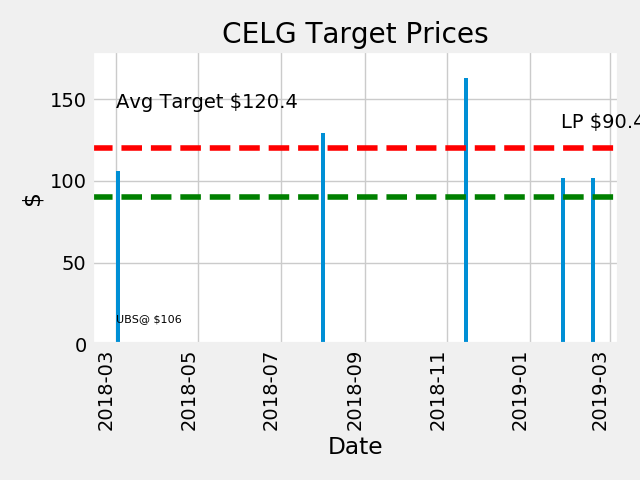 CELG Target Prices
Avg Target $120.4
LP $90.4
UBS@ $106
$
150
100
50
0
2018-03
2018-05
2018-07
2018-09
2018-11
2019-01
2019-03
Date